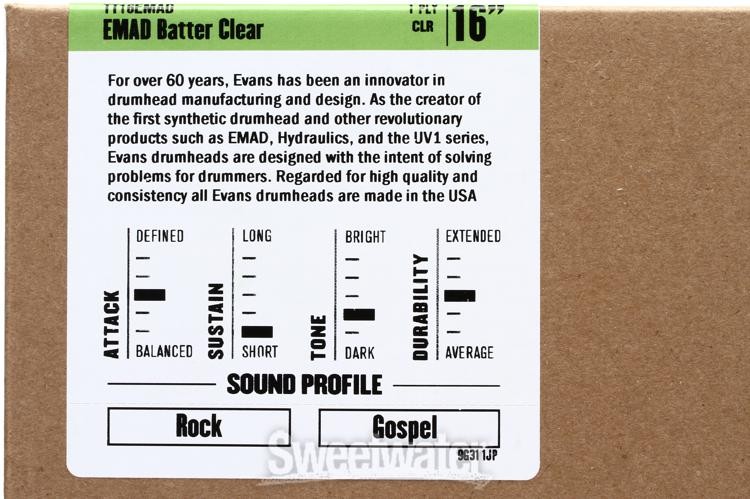 TT16EMAD
1 PLY
EMAD Batter Clear
CLR
16"
For over 60 years, Evans has been an innovator in
drumhead manufacturing and design. As the creator of
the first synthetic drumhead and other revolutionary
products such as EMAD, Hydraulics, and the UV1 series,
Evans drumheads are designed with the intent of solving
problems for drummers. Regarded for high quality and
consistency all Evans drumheads are made in the USA
ATTACK
DEFINED
BALANCED
SUSTAIN
LONG
SHORT
TONE
BRIGHT
DARK
DURABILITY
EXTENDED
AVERAGE
SOUND PROFILE
Rock
Gospel
Sweetwater
9G311JP